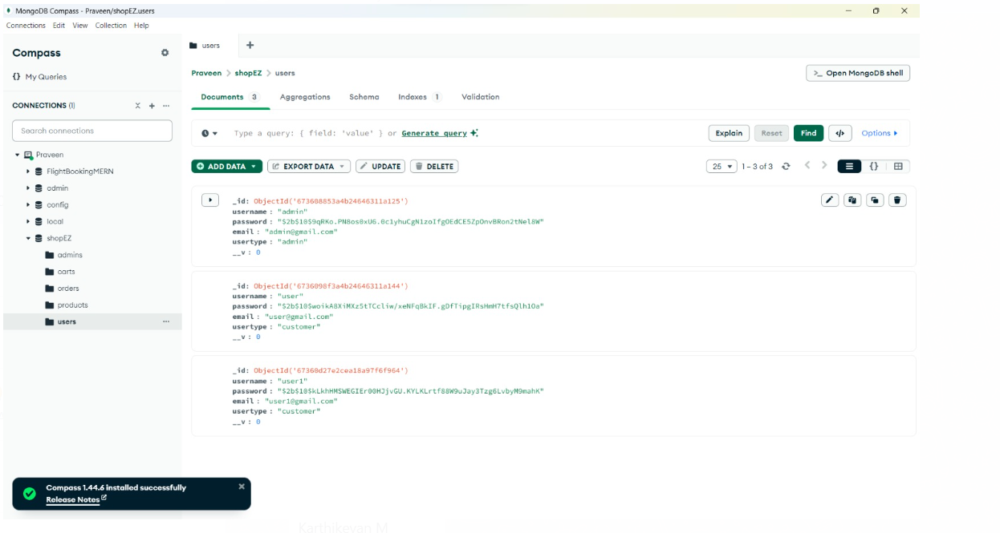 MongoDB Compass - Praveen/shopEZ.users
Connections Edit View Collection Help
Compass
{} My Queries
CONNECTIONS (1)
Search connections
Praveen
FlightBookingMERN
admin
config
local
shopEZ
admins
carts
orders
products
users
users
Praveen > shopEZ > users
>_ Open MongoDB shell
Documents 3 Aggregations Schema Indexes 1 Validation
Type a query: { field: 'value' } or Generate query
Explain Reset Find </> Options
ADD DATA EXPORT DATA UPDATE DELETE
25 1 – 3 of 3 {}
_id: ObjectId('673608853a4b24646311a125')
username : "admin"
password : "$2b$10$9qRKo.PN8os0xU6.0c1yhuCgN1zoIfgOEdCE5ZpOnvBRon2tNel8W"
email : "admin@gmail.com"
usertype : "admin"
__v : 0
_id: ObjectId('6736098f3a4b24646311a144')
username : "user"
password : "$2b$10$woikA8XiMXz5tTCcliw/xeNFqBkIF.gDfTipgIRsHmH7tfsQlh1Oa"
email : "user@gmail.com"
usertype : "customer"
__v : 0
_id: ObjectId('67360d27e2cea18a97f6f964')
username : "user1"
password : "$2b$10$kLkhHMSWEGIEr00HJjvGU.KYLKLrtf88W9uJay3Tzg6LvbyM9mahK"
email : "user1@gmail.com"
usertype : "customer"
__v : 0
Compass 1.44.6 installed successfully
Release Notes
Karthikeyan M